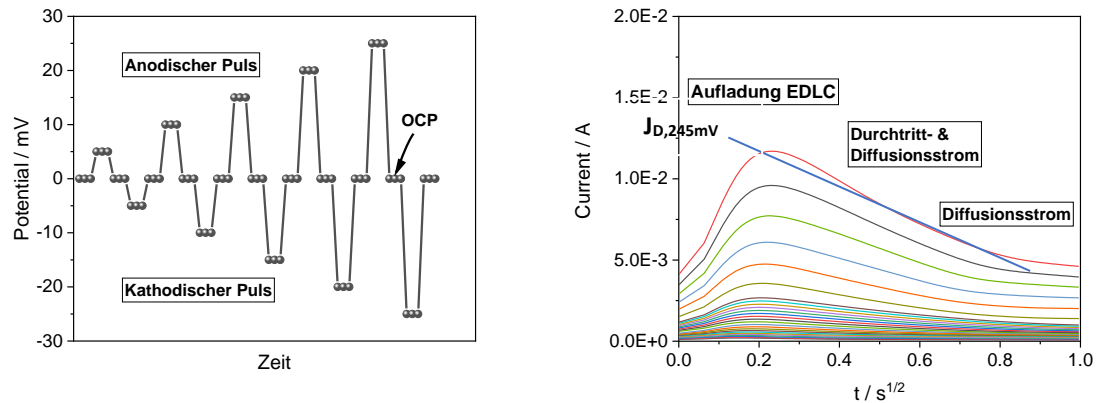 30
20
10
0
-10
-20
-30
Potential / mV
Zeit
Anodischer Puls
Kathodischer Puls
OCP
2.0E-2
1.5E-2
1.0E-2
5.0E-3
0.0E+0
Current / A
Aufladung EDLC
JD,245mV
Durchtritt- &
Diffusionsstrom
Diffusionsstrom
0.0
0.2
0.4
0.6
0.8
1.0
t / s1/2